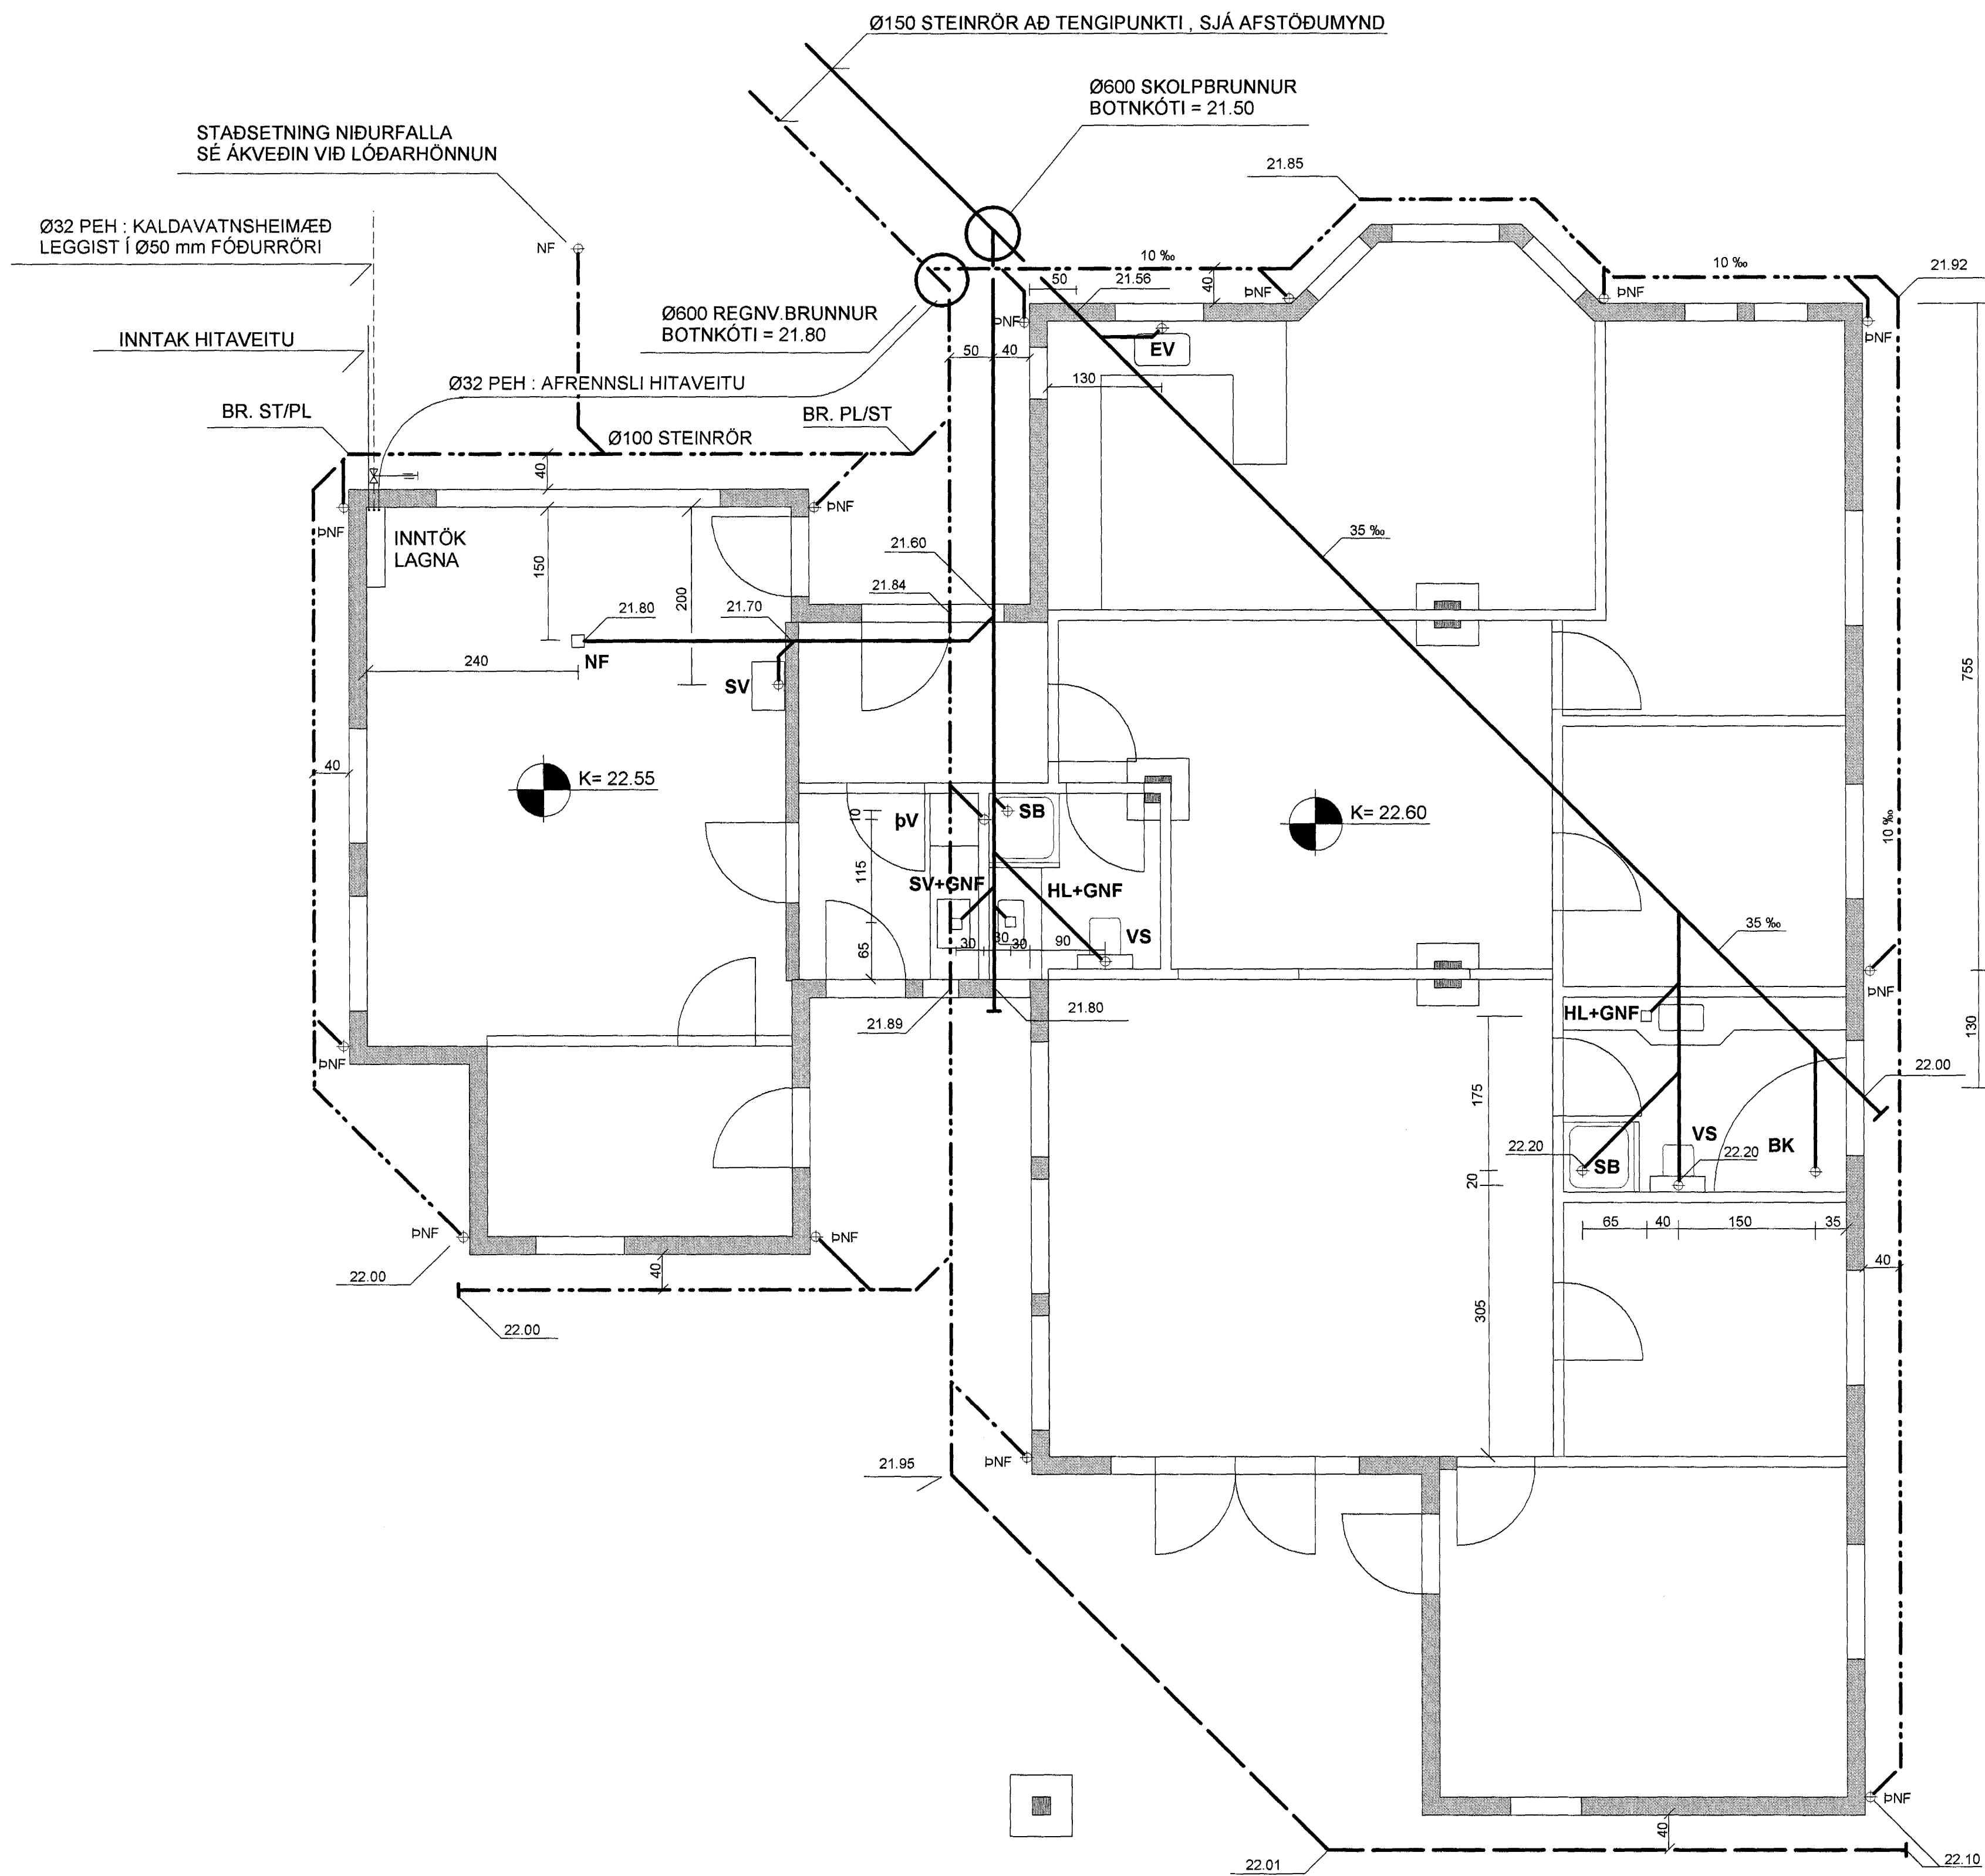 Ø150 STEINRÖR AÐ TENGIPUNKTI , SJÁ AFSTÖÐUMYND
Ø600 SKOLPBRUNNUR
BOTNKÓTI = 21.50
STAÐSETNING NIÐURFALLA
SÉ ÁKVEÐIN VIÐ LÓÐARHÖNNUN
21.85
Ø32 PEH : KALDAVATNSHEIMÆÐ
LEGGIST Í Ø50 mm FÓÐURRÖRI
NF
10 ‰
10 ‰
21.92
50
21.56
40
ÞNF
ÞNF
Ø600 REGNV.BRUNNUR
BOTNKÓTI = 21.80
ÞNF
ÞNF
INNTAK HITAVEITU
50
40
EV
Ø32 PEH : AFRENNSLI HITAVEITU
130
BR. ST/PL
BR. PL/ST
Ø100 STEINRÖR
40
ÞNF
ÞNF
INNTÖK
LAGNA
150
200
21.60
35 ‰
21.84
21.80
21.70
NF
240
SV
755
40
K= 22.55
þV
10
SB
K= 22.60
10 ‰
115
SV+GNF
HL+GNF
VS
65
30
30
30
90
35 ‰
ÞNF
21.89
21.80
HL+GNF
130
ÞNF
22.00
175
VS
BK
22.20
SB
22.20
20
65
40
150
35
ÞNF
22.00
40
40
22.00
305
21.95
ÞNF
ÞNF
40
22.01
22.10